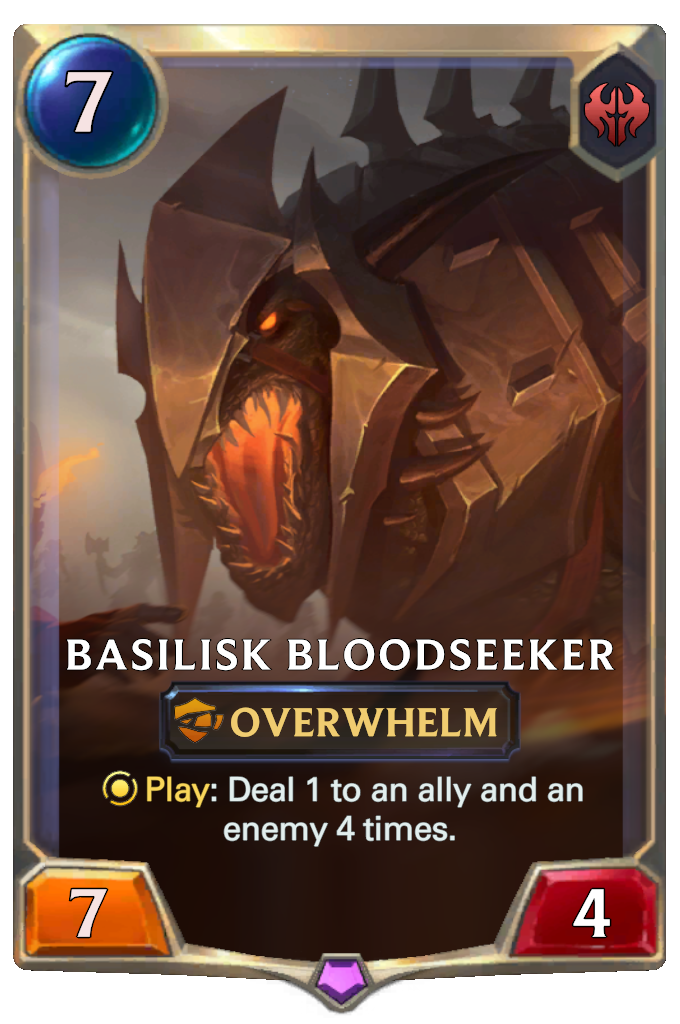 7
BASILISK BLOODSEEKER
OVERWHELM
Play: Deal 1 to an ally and an
enemy 4 times.
7
4